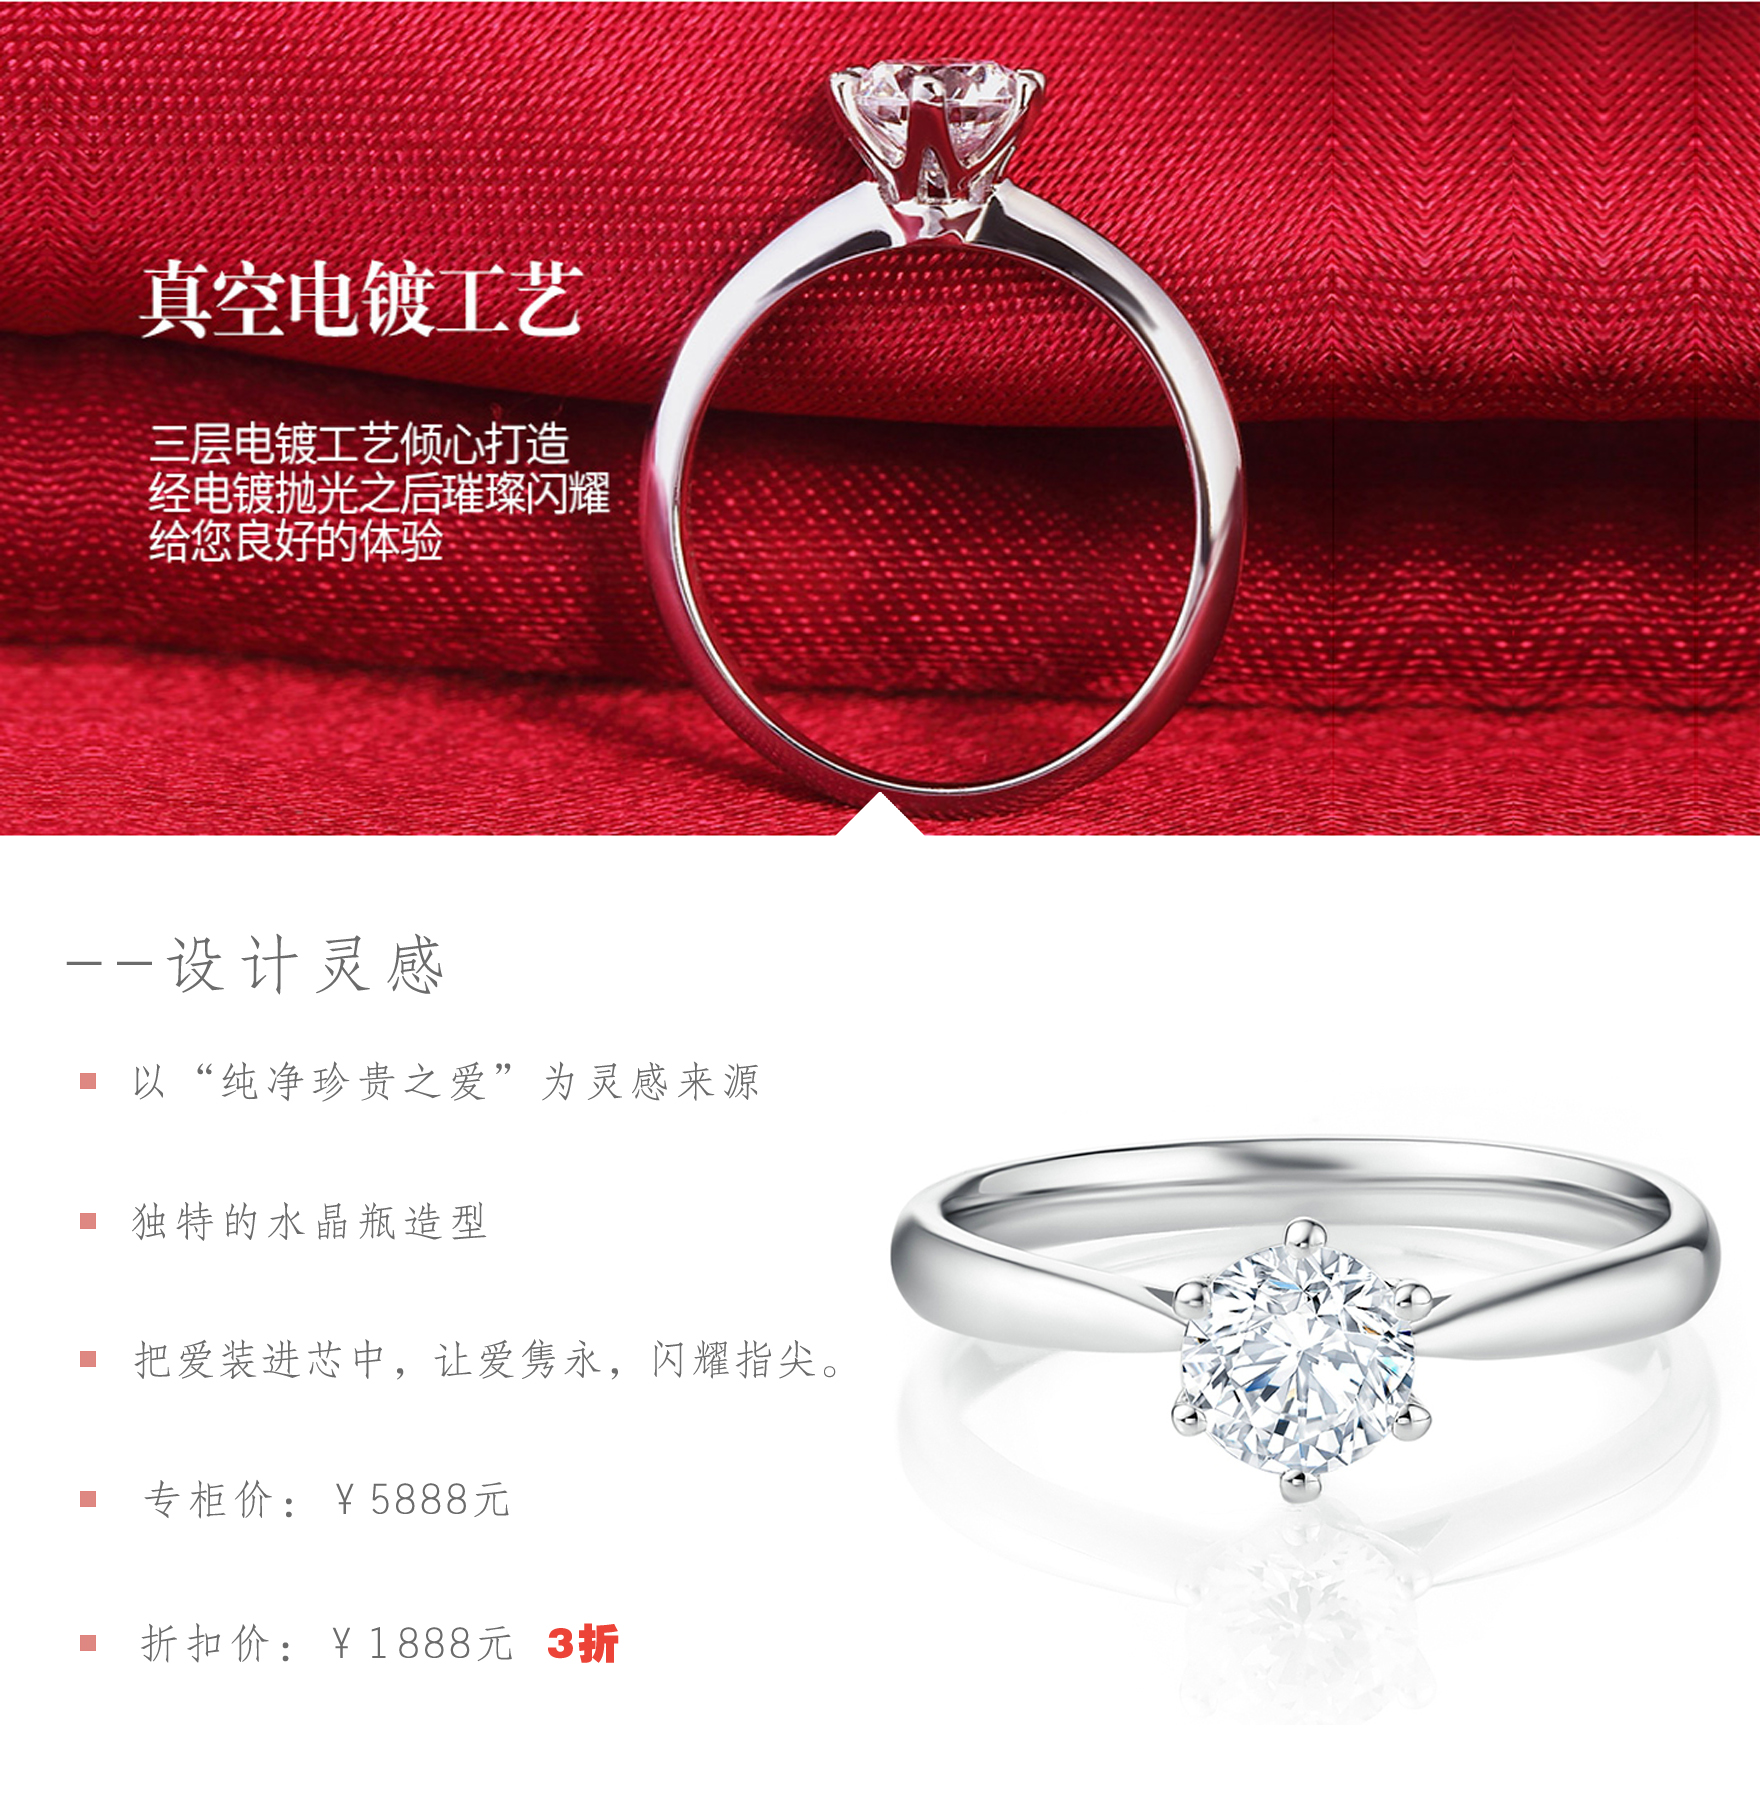 真空电镀工艺
三层电镀工艺倾心打造
经电镀抛光之后璀璨闪耀
给您良好的体验
--设计灵感
以“纯净珍贵之爱”为灵感来源
独特的水晶瓶造型
把爱装进芯中，让爱隽永，闪耀指尖。
专柜价：￥5888元
折扣价：￥1888元 3折